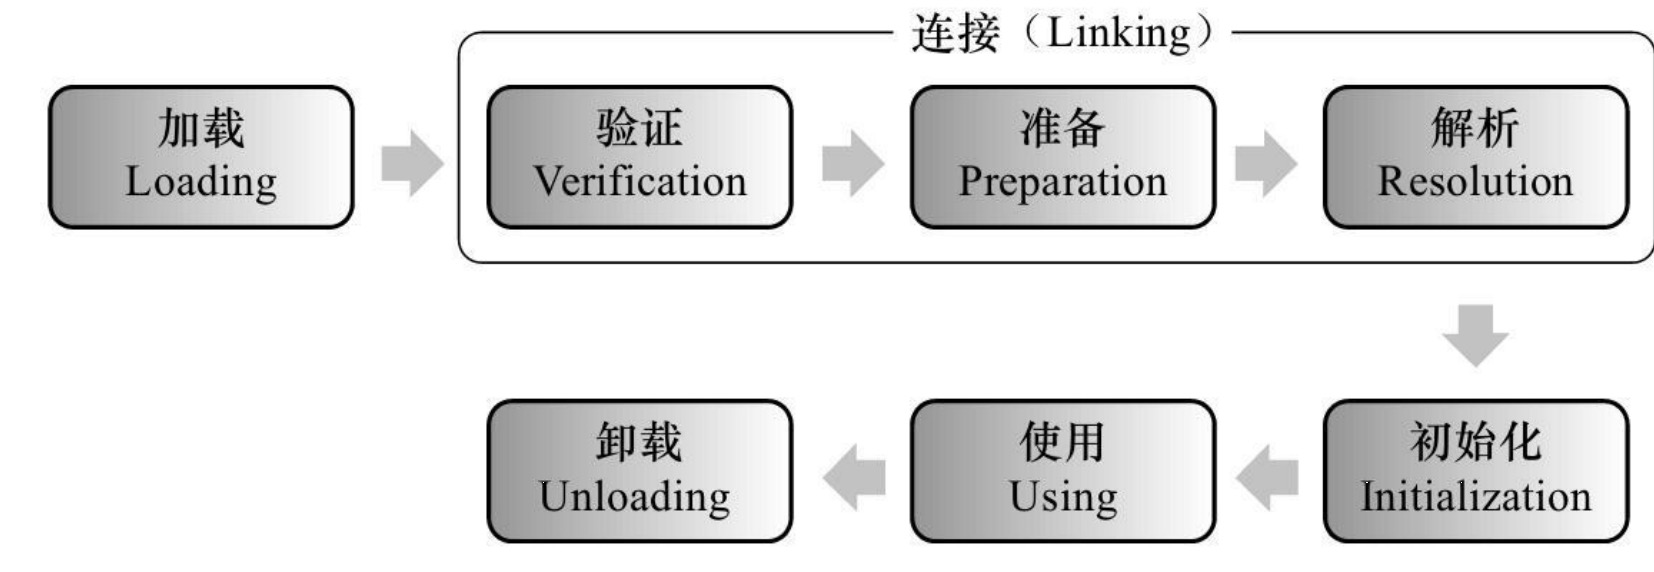 连接（Linking）
加载
Loading
验证
Verification
准备
Preparation
解析
Resolution
初始化
Initialization
使用
Using
卸载
Unloading